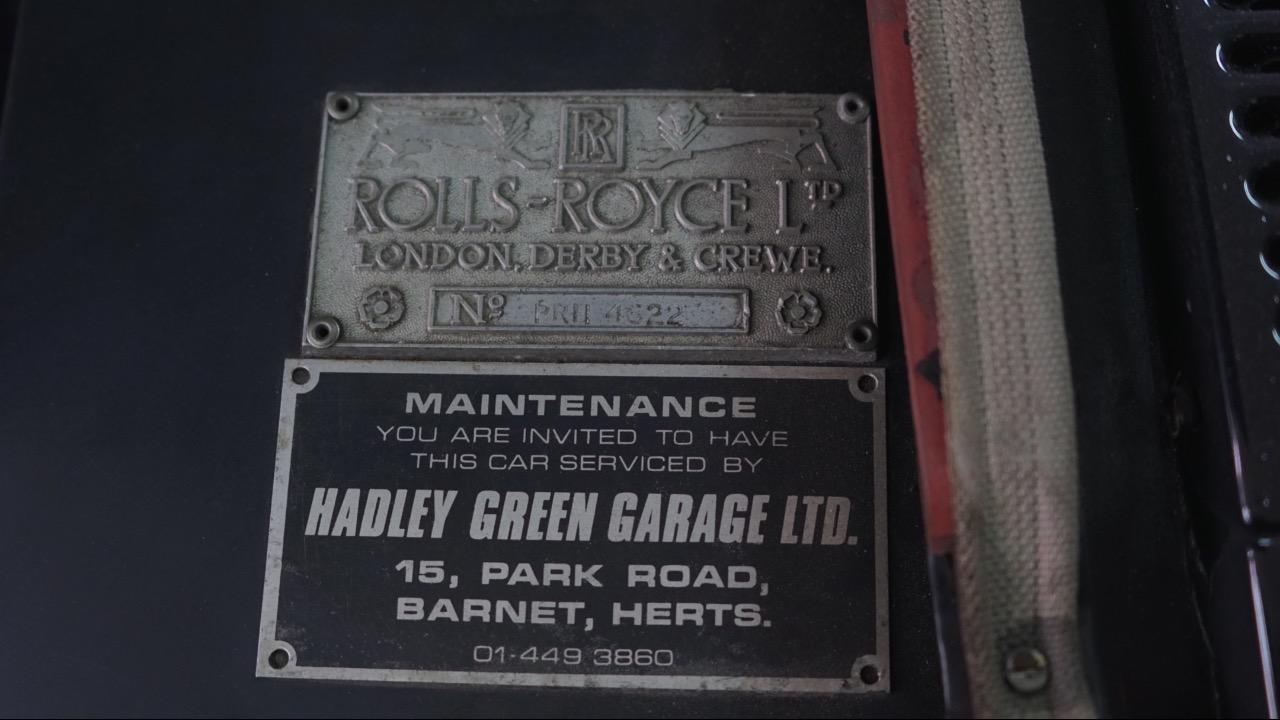 RR
ROLLS-ROYCE LTD
LONDON, DERBY & CREWE.
Nº PRH 4622
MAINTENANCE
YOU ARE INVITED TO HAVE
THIS CAR SERVICED BY
HADLEY GREEN GARAGE LTD.
15, PARK ROAD,
BARNET, HERTS.
01-449 3860